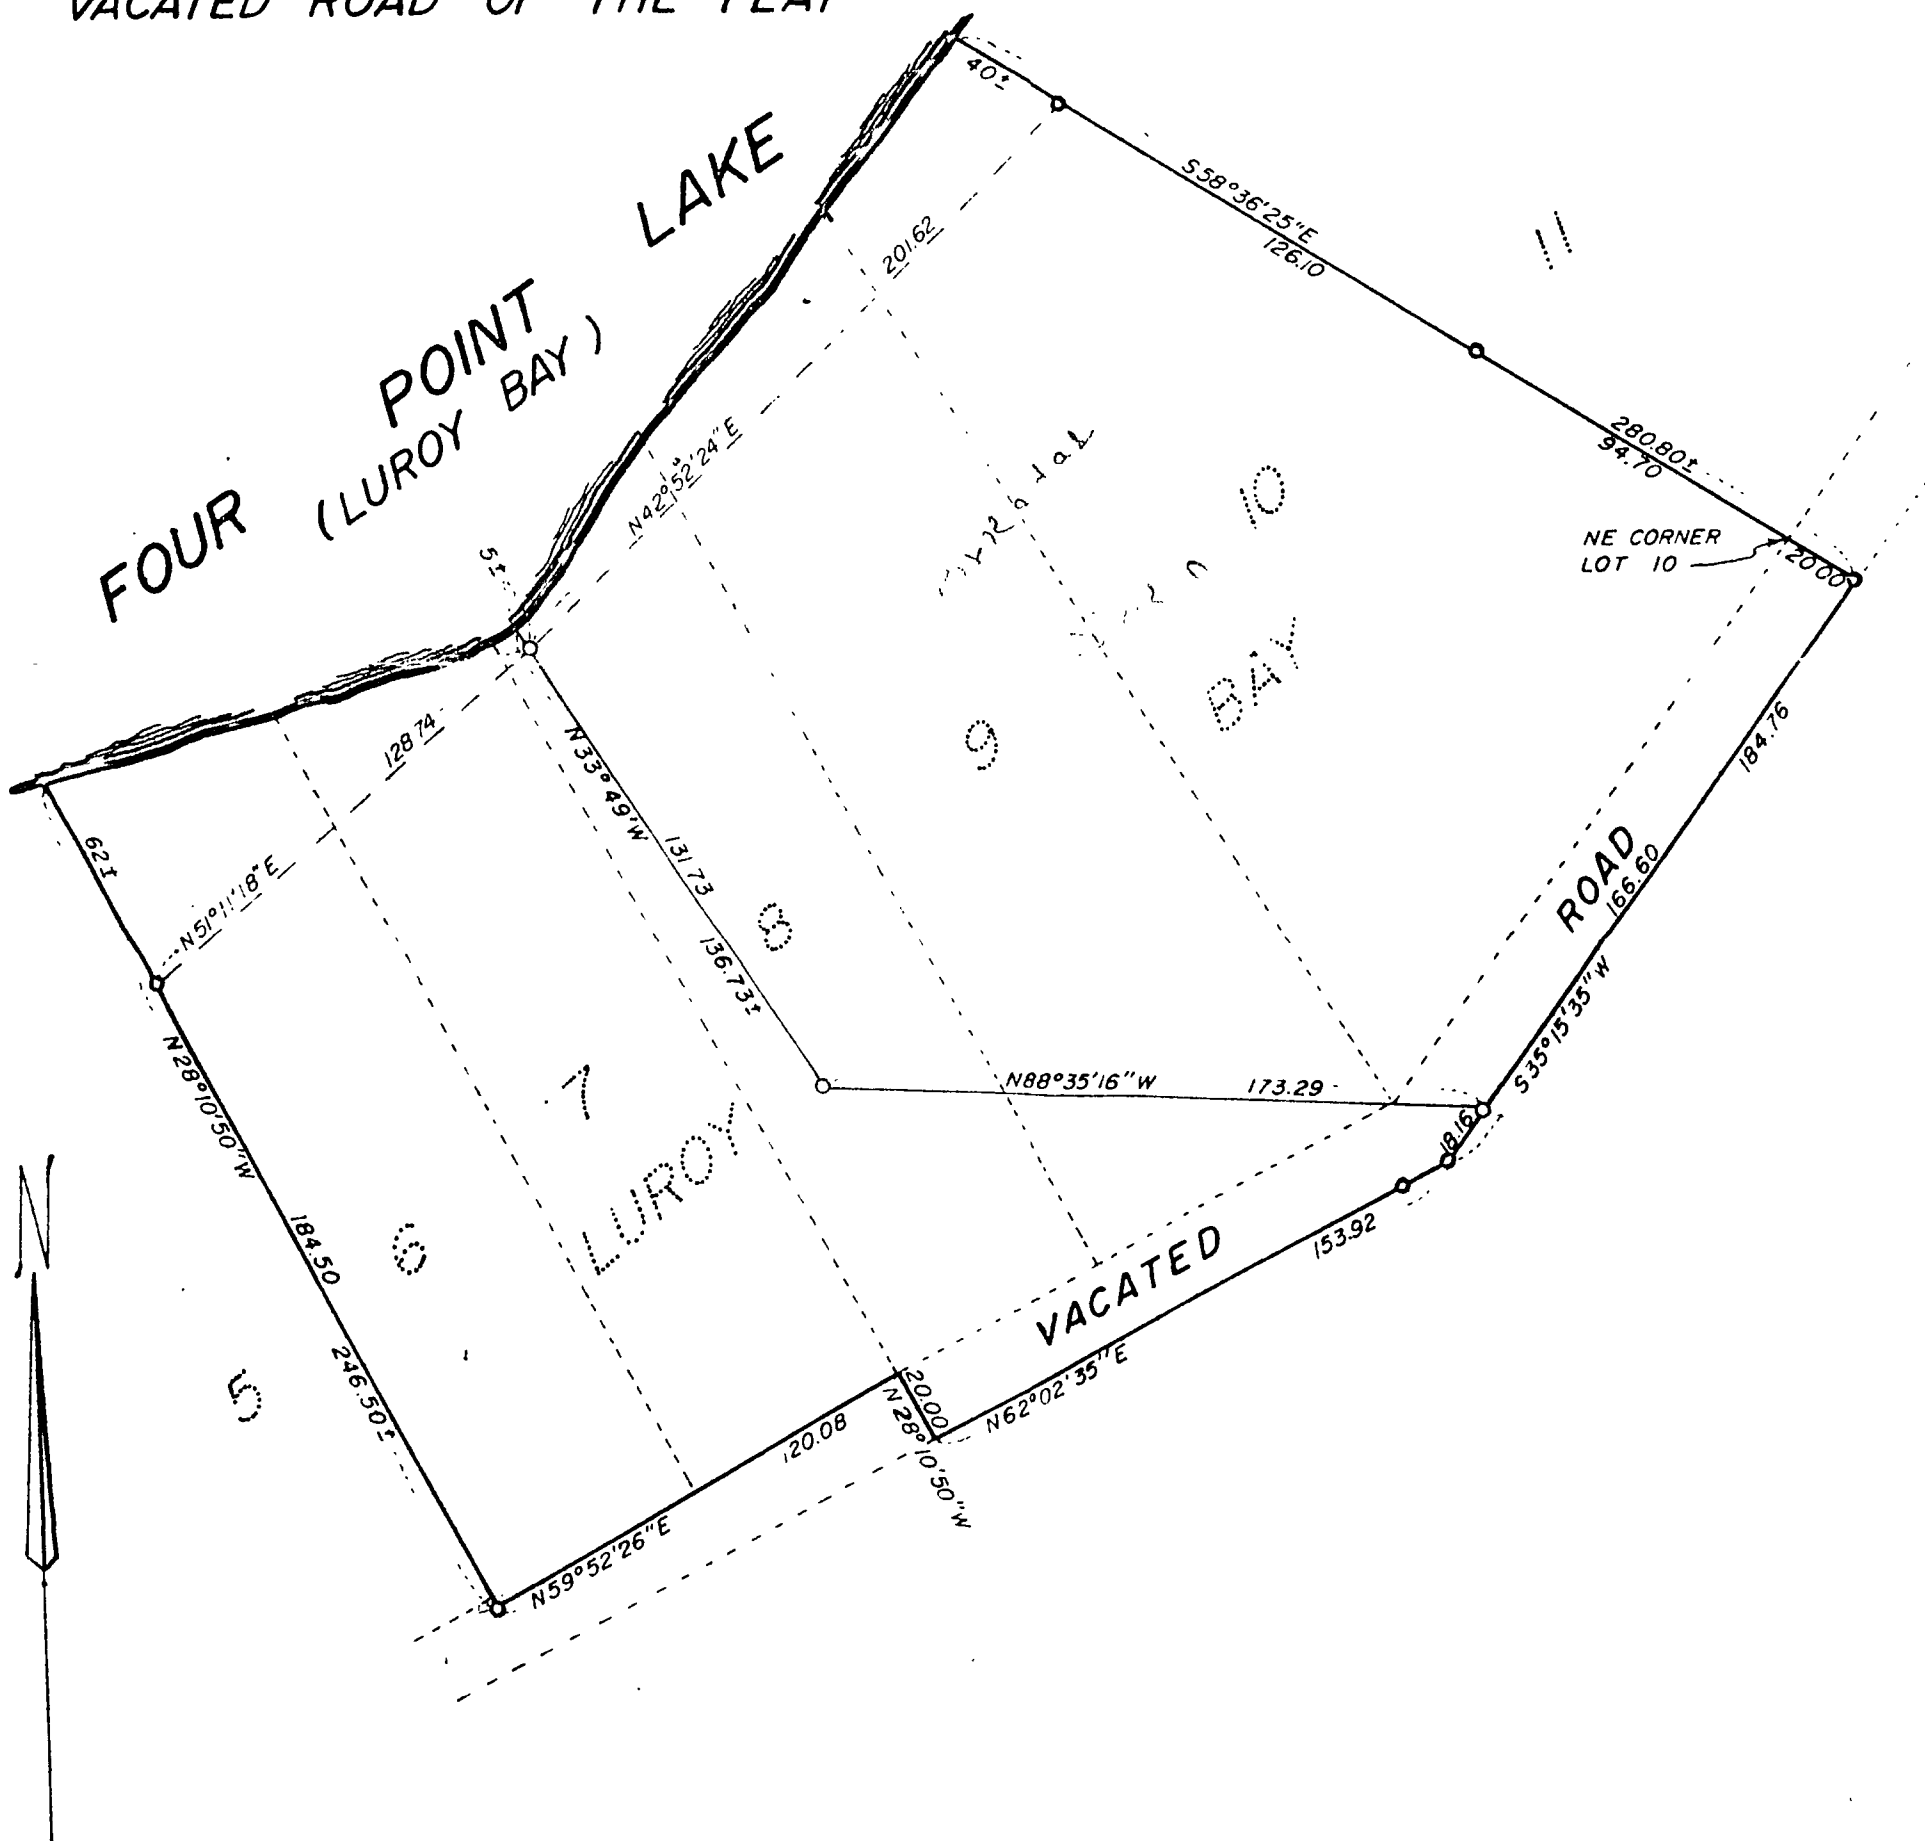 VACATED ROAD OF THE PLAT
40±
LAKE
S58°36'25"E
126.10
11
201.62
POINT
(LUROY BAY)
FOUR
N42°52'24"E
280.80±
94.70
10
NE CORNER
LOT 10
20.00
5±
BAY
9
128.74
N33°49'W
131.73
136.73±
8
184.76
ROAD
166.60
S35°15'35"W
62±
N51°11'18"E
N28°10'50"W
184.50
246.50±
7
LUROY
N88°35'16"W
173.29
18.16
N
6
5
VACATED
153.92
N62°02'35"E
20.00
N28°10'50"W
120.08
N59°52'26"E